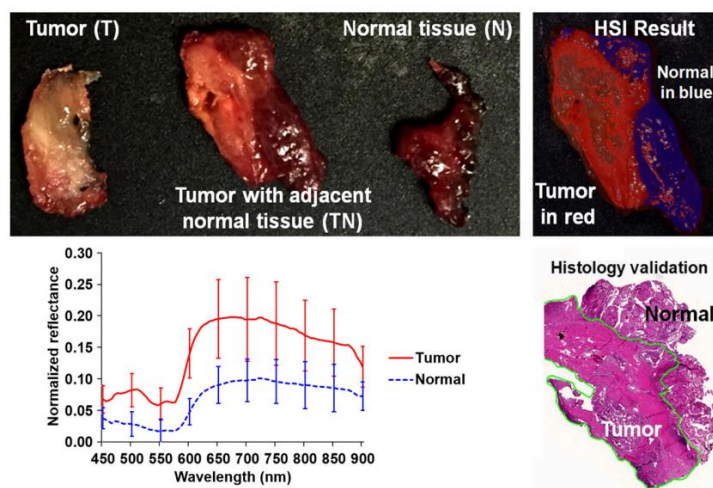 Tumor (T)
Normal tissue (N)
Tumor with adjacent
normal tissue (TN)
HSI Result
Normal
in blue
Tumor
in red
Normalized reflectance
0.30
0.25
0.20
0.15
0.10
0.05
0.00
450 500 550 600 650 700 750 800 850 900
Wavelength (nm)
Tumor
Normal
Histology validation
Normal
Tumor